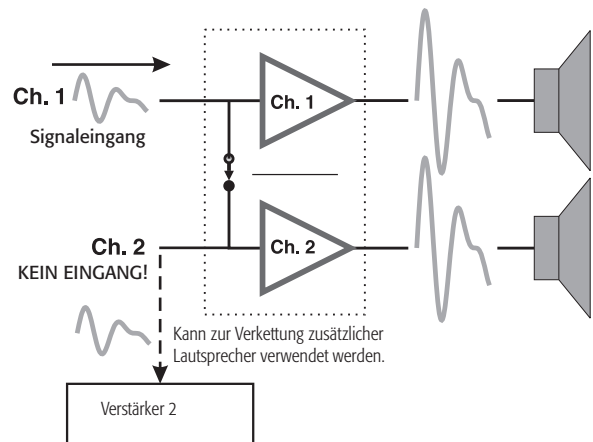 Ch. 1
Signaleingang
Ch. 1
Ch. 2
KEIN EINGANG!
Ch. 2
Kann zur Verkettung zusätzlicher
Lautsprecher verwendet werden.
Verstärker 2